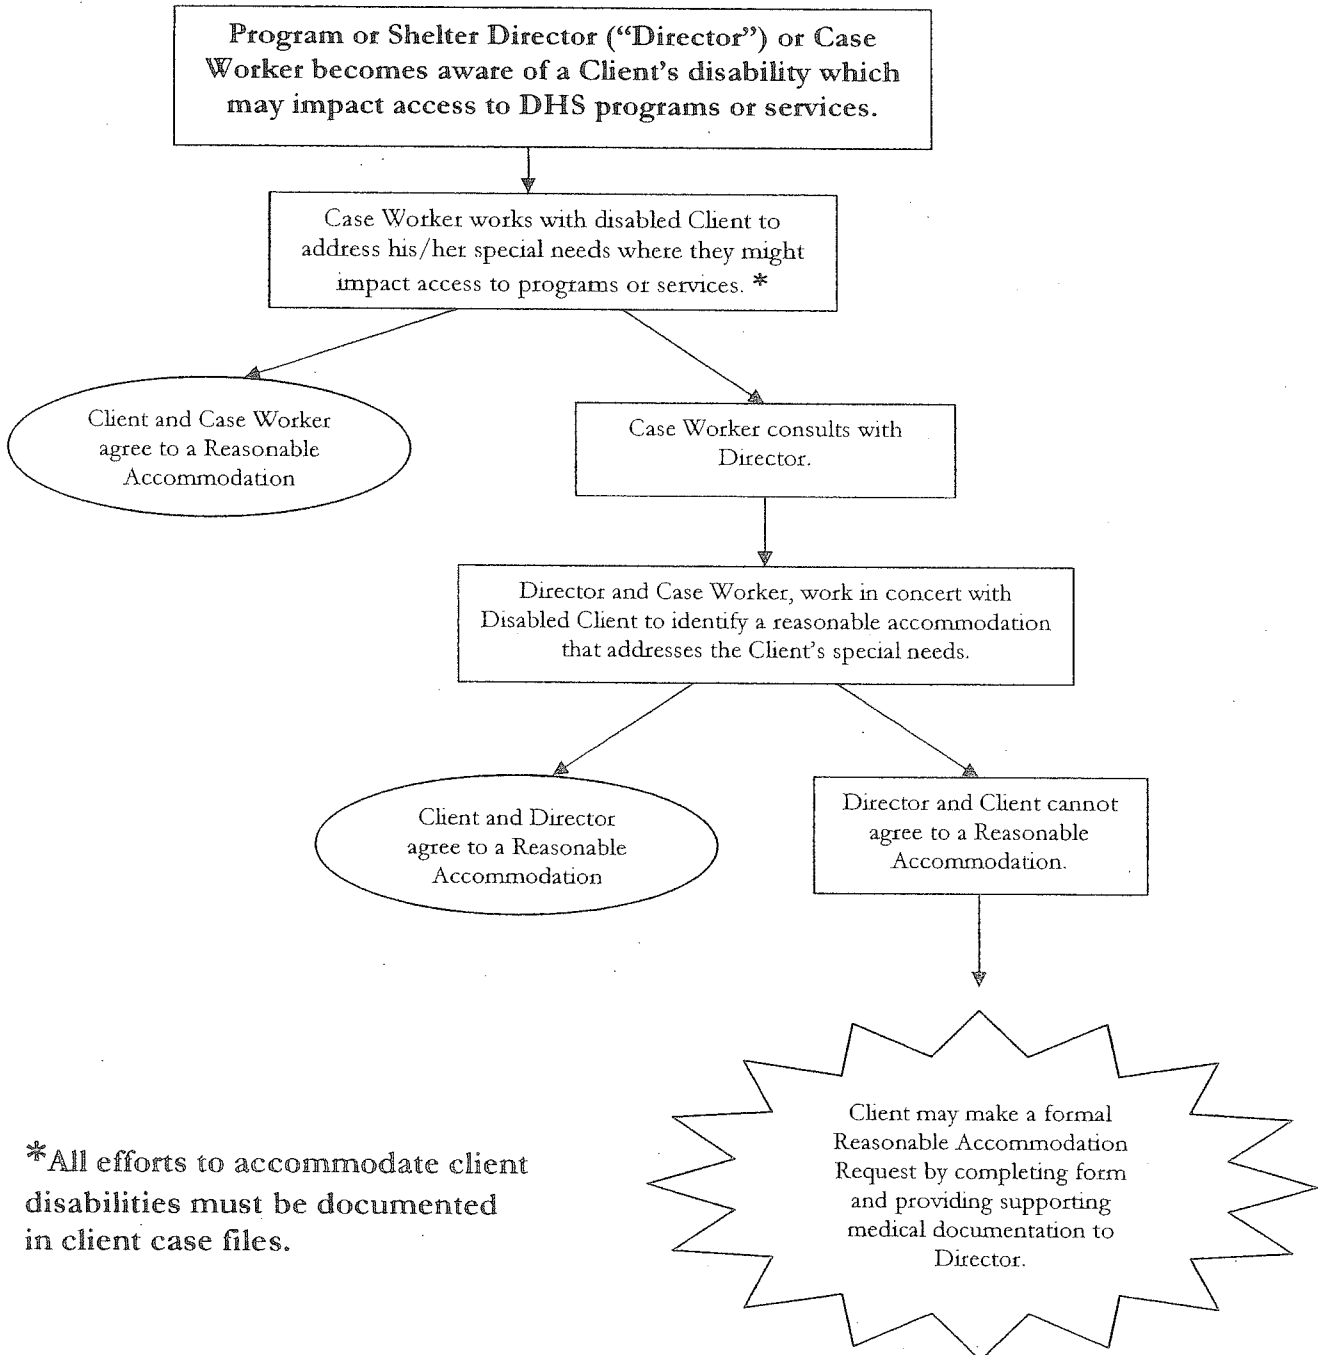 Program or Shelter Director (“Director”) or Case
Worker becomes aware of a Client’s disability which
may impact access to DHS programs or services.
Case Worker works with disabled Client to
address his/her special needs where they might
impact access to programs or services. *
Client and Case Worker
agree to a Reasonable
Accommodation
Case Worker consults with
Director.
Director and Case Worker, work in concert with
Disabled Client to identify a reasonable accommodation
that addresses the Client’s special needs.
Client and Director
agree to a Reasonable
Accommodation
Director and Client cannot
agree to a Reasonable
Accommodation.
Client may make a formal
Reasonable Accommodation
Request by completing form
and providing supporting
medical documentation to
Director.
*All efforts to accommodate client
disabilities must be documented
in client case files.